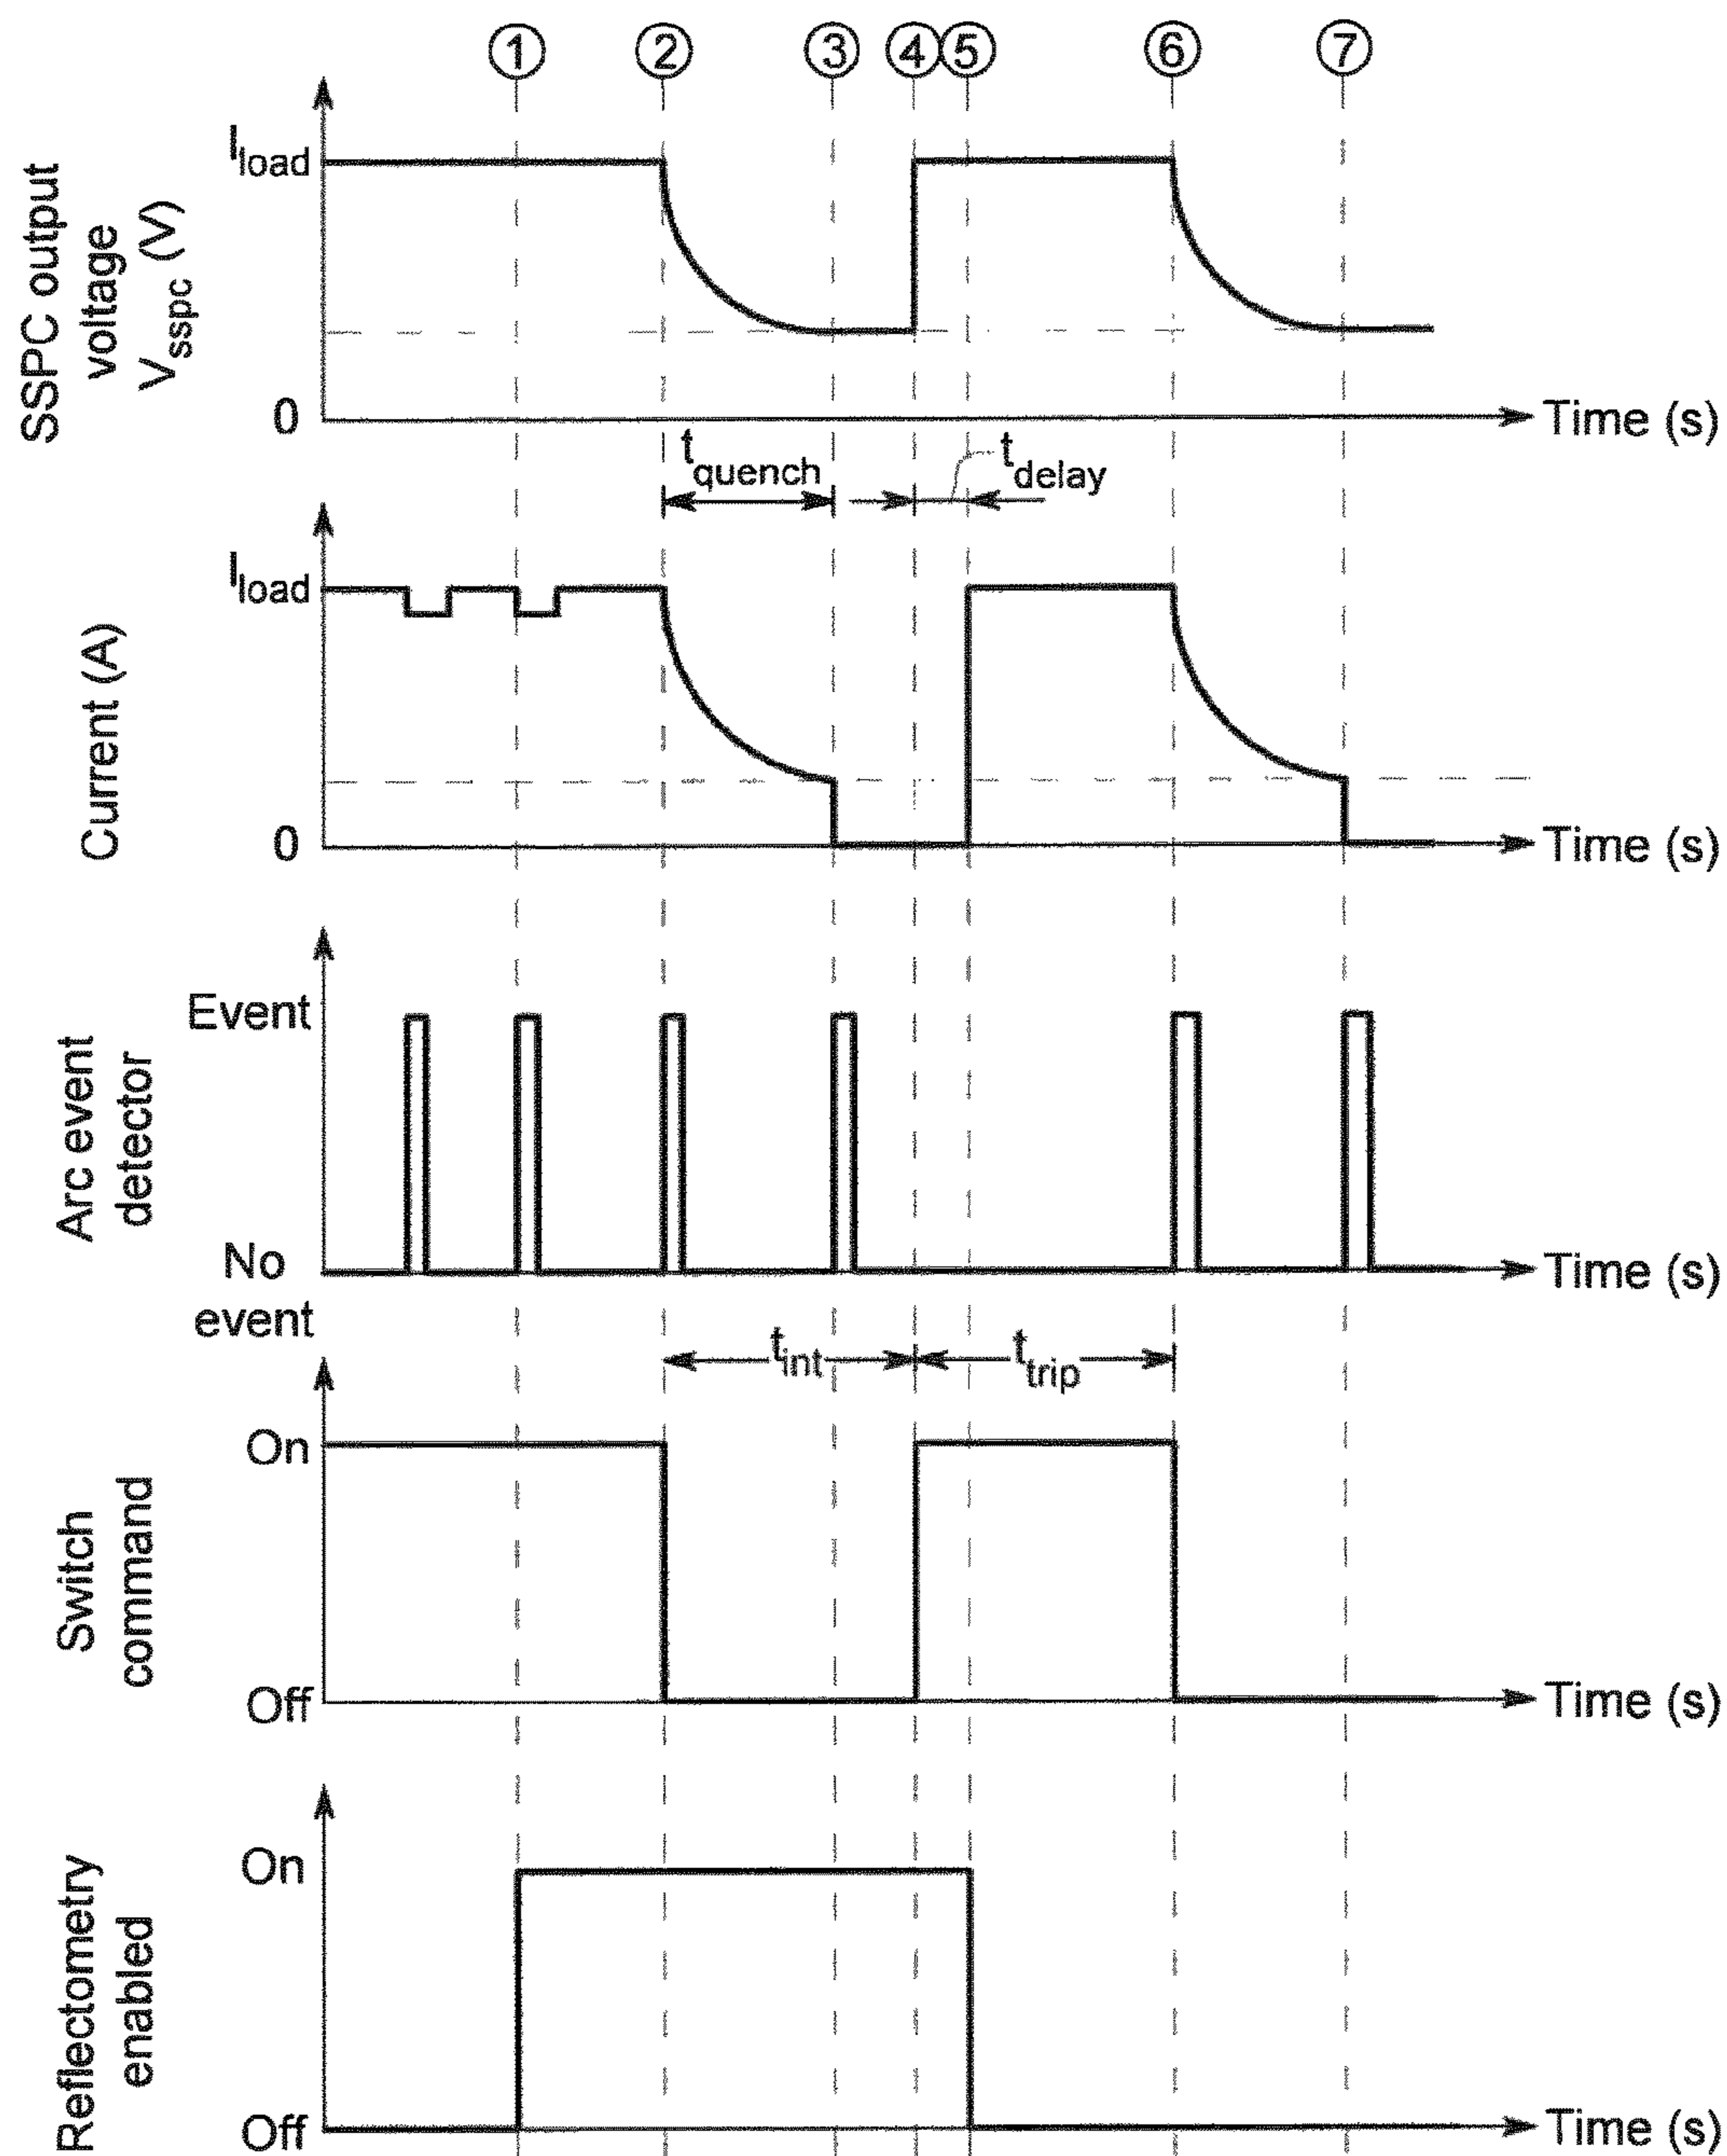 1 2 3 4 5 6 7
SSPC output
voltage
Vsspc (V)
Iload
0
Time (s)
tquench
tdelay
Current (A)
Iload
0
Time (s)
Arc event
detector
Event
No
event
Time (s)
tint
ttrip
Switch
command
On
Off
Time (s)
Reflectometry
enabled
On
Off
Time (s)